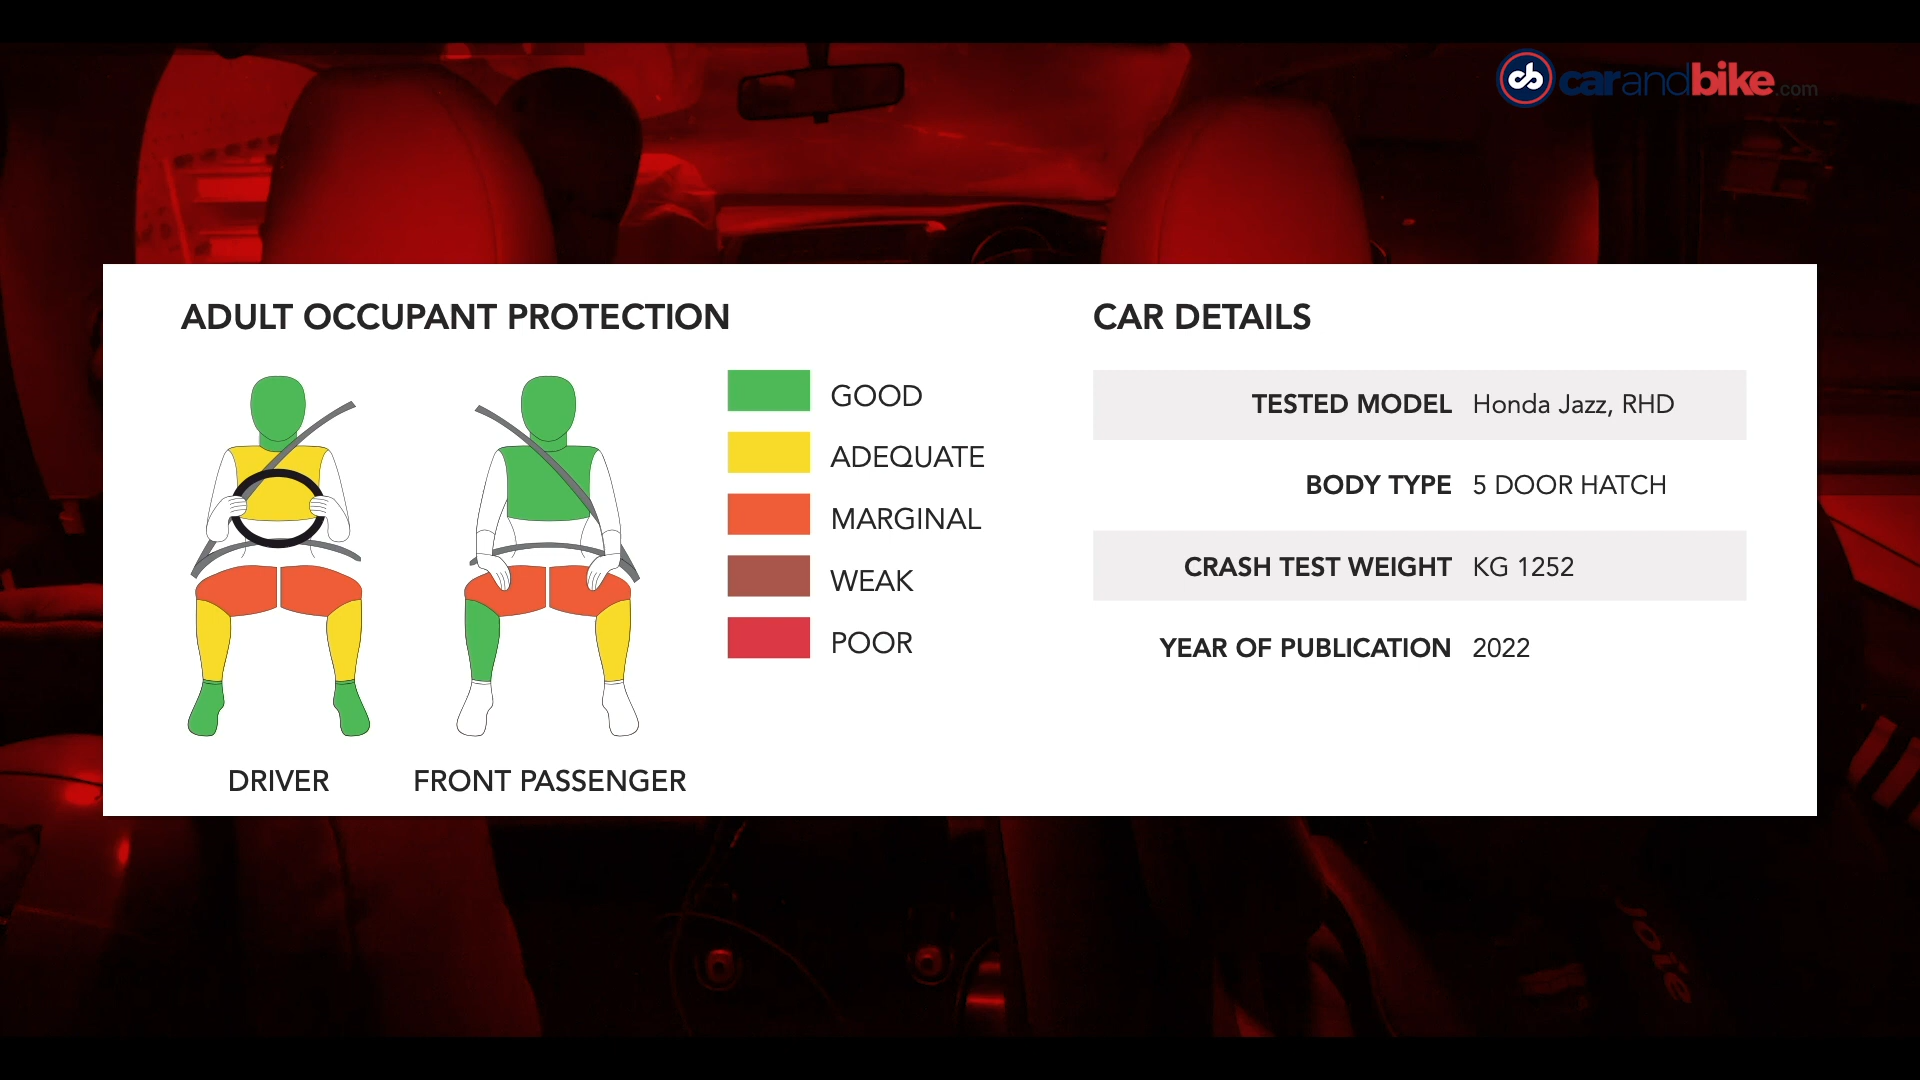 carandbike.com
ADULT OCCUPANT PROTECTION
GOOD
ADEQUATE
MARGINAL
WEAK
POOR
DRIVER
FRONT PASSENGER
CAR DETAILS
TESTED MODEL Honda Jazz, RHD
BODY TYPE 5 DOOR HATCH
CRASH TEST WEIGHT KG 1252
YEAR OF PUBLICATION 2022
Joie